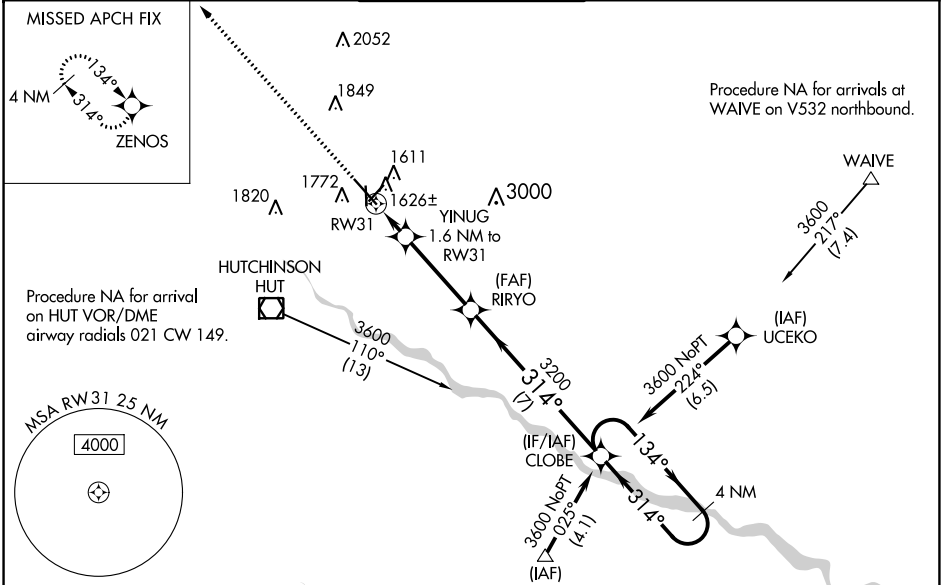 MISSED APCH FIX
134°
4 NM
314°
ZENOS
2052
1849
Procedure NA for arrivals at
WAIVE on V532 northbound.
1611
WAIVE
1820
1772
1626±
3000
RW31
YINUG
1.6 NM to
RW31
3600
217°
(7.4)
HUTCHINSON
HUT
(FAF)
RIRYO
Procedure NA for arrival
on HUT VOR/DME
airway radials 021 CW 149.
(IAF)
UCEKO
3600
110°
(13)
3600 NoPT
224°
(6.5)
3200
314°
(7)
MSA RW31 25 NM
4000
(IF/IAF)
CLOBE
134°
4 NM
314°
3600 NoPT
025°
(4.1)
(IAF)